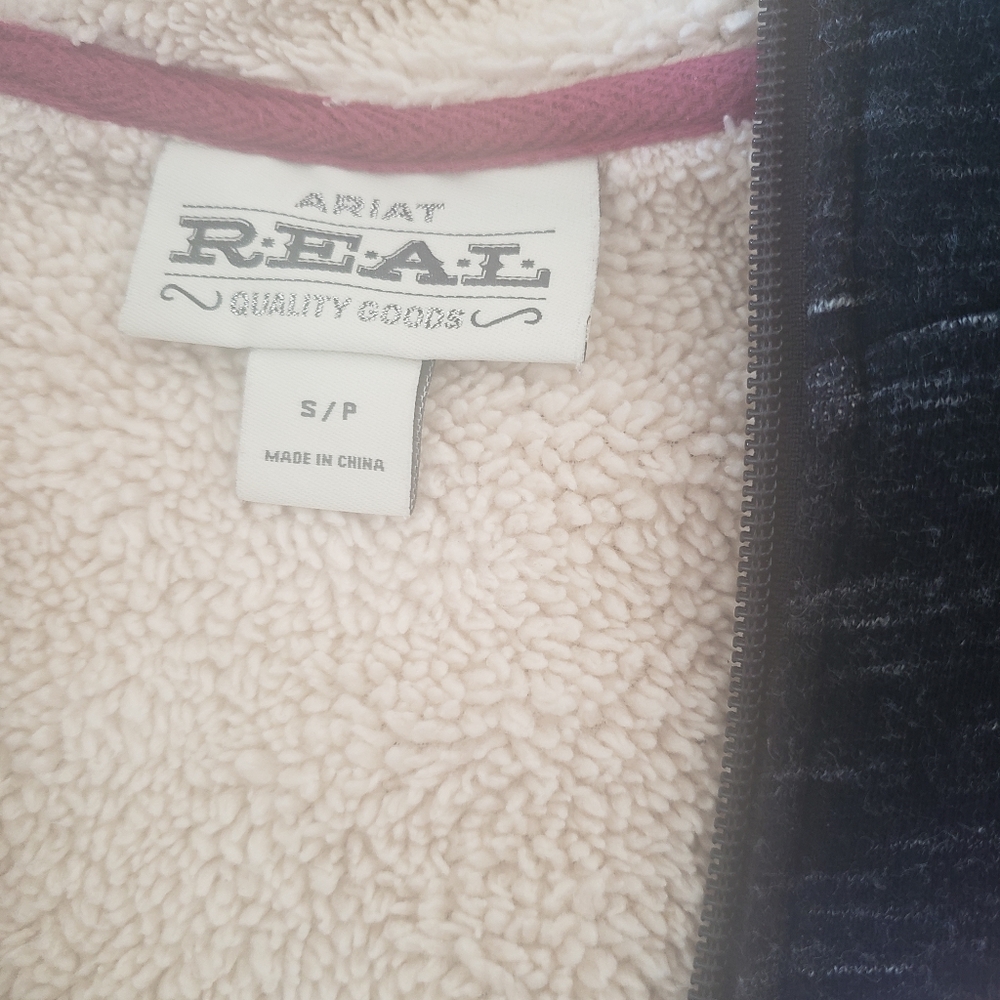 ARIAT
R·E·A·L
QUALITY GOODS
S/P
MADE IN CHINA